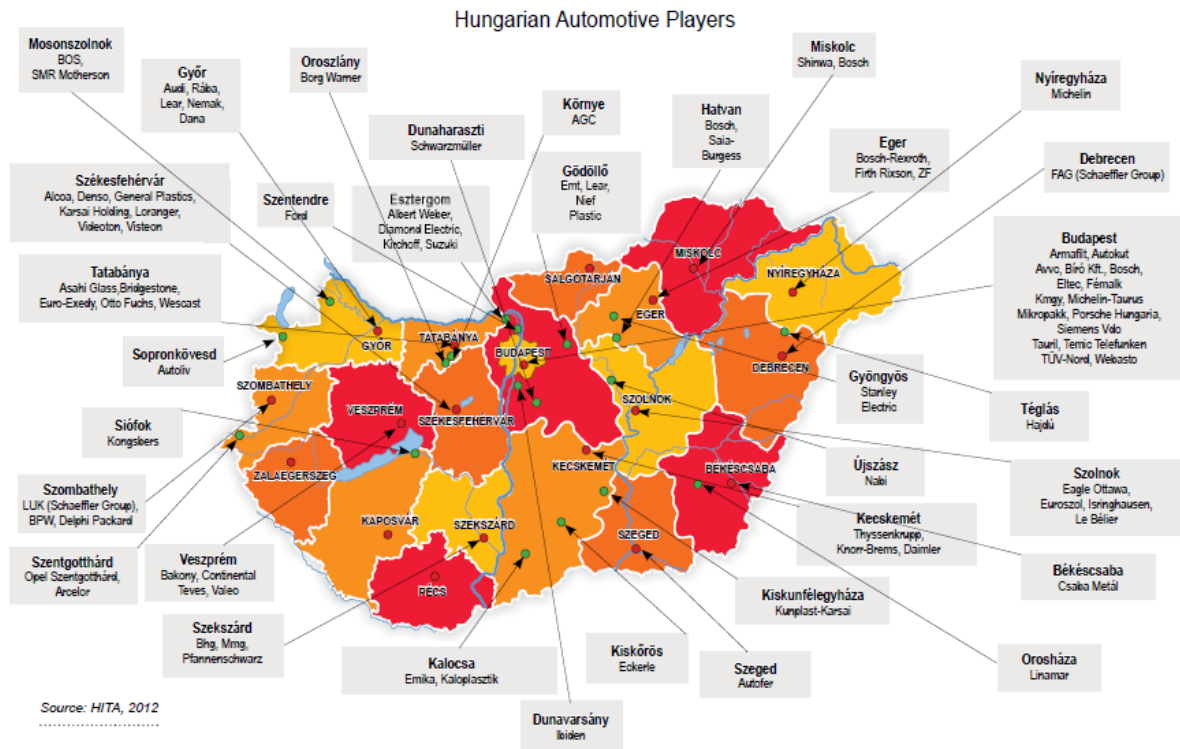 Hungarian Automotive Players
Mosonszolnok
BOS,
SMR Motherson
Győr
Audi, Rába,
Lear, Nemak,
Dana
Oroszlány
Borg Warner
Környe
AGC
Dunaharaszti
Schwarzmüller
Miskolc
Shinwa, Bosch
Hatvan
Bosch,
Saia-
Burgess
Nyíregyháza
Michelin
Eger
Bosch-Rexroth,
Firth Rixson, ZF
Debrecen
FAG (Schaeffler Group)
Székesfehérvár
Alcoa, Denso, General Plastics,
Karsai Holding, Loranger,
Videoton, Visteon
Szentendre
Ford
Esztergom
Albert Weber,
Diamond Electric,
Kirchoff, Suzuki
Gödöllő
Emt, Lear,
Nief
Plastic
Budapest
Armafilt, Autokut
Avvc, Bíró Kft., Bosch,
Eltec, Fémalk
Kmgy, Michelin-Taurus
Mikropakk, Porsche Hungaria,
Siemens Vdo
Tauril, Temic Telefunken
TÜV-Nord, Webasto
Tatabánya
Asahi Glass,Bridgestone,
Euro-Exedy, Otto Fuchs, Wescast
Sopronkövesd
Autoliv
Siófok
Kongsbers
Gyöngyös
Stanley
Electric
Téglás
Hajdú
Újszász
Nabi
Szolnok
Eagle Ottawa,
Euroszol, Isringhausen,
Le Bélier
Szombathely
LUK (Schaeffler Group),
BPW, Delphi Packard
Kecskemét
Thyssenkrupp,
Knorr-Brems, Daimler
Szentgotthárd
Opel Szentgotthárd,
Arcelor
Veszprém
Bakony, Continental
Teves, Valeo
Békéscsaba
Csaba Metál
Kiskunfélegyháza
Kunplast-Karsai
Szekszárd
Bhg, Mmg,
Pfannenschwarz
Kalocsa
Emika, Kaloplasztik
Kiskőrös
Eckerle
Szeged
Autofer
Orosháza
Linamar
Dunavarsány
Ibiden
MISKOLC
NYÍREGYHÁZA
SALGÓTARJÁN
EGER
TATABÁNYA
GYŐR
BUDAPEST
DEBRECEN
SZOMBATHELY
VESZPRÉM
SZÉKESFEHÉRVÁR
SZOLNOK
ZALAEGERSZEG
KECSKEMÉT
BÉKÉSCSABA
KAPOSVÁR
SZEKSZÁRD
SZEGED
PÉCS
Source: HITA, 2012